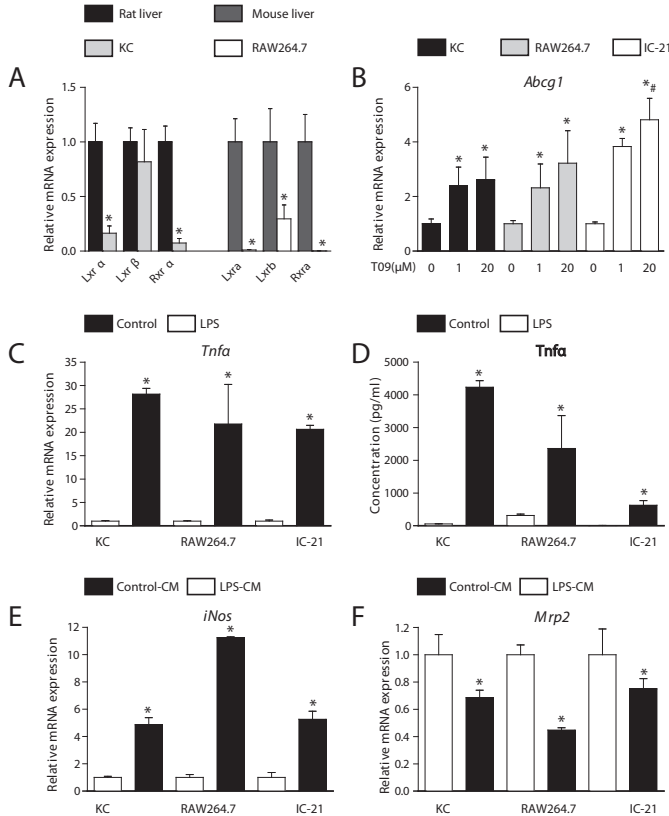 Rat liver Mouse liver
KC RAW264.7
A
Relative mRNA expression
1.5
1.0
0.5
0.0
* * * * *
Lxr α Lxr β Rxr α Lxra Lxrb Rxra
KC RAW264.7 IC-21
B
Abcg1
Relative mRNA expression
6
4
2
0
* * * * * *#
T09(µM) 0 1 20 0 1 20 0 1 20
Control LPS
C
Tnfα
Relative mRNA expression
35
30
25
20
15
10
5
0
* * *
KC RAW264.7 IC-21
Control LPS
D
Tnfα
Concentration (pg/ml)
5000
4000
3000
2000
1000
0
* * *
KC RAW264.7 IC-21
Control-CM LPS-CM
E
iNos
Relative mRNA expression
12
10
8
6
4
2
0
* * *
KC RAW264.7 IC-21
Control-CM LPS-CM
F
Mrp2
Relative mRNA expression
1.2
1.0
0.8
0.6
0.4
0.2
0.0
* * *
KC RAW264.7 IC-21